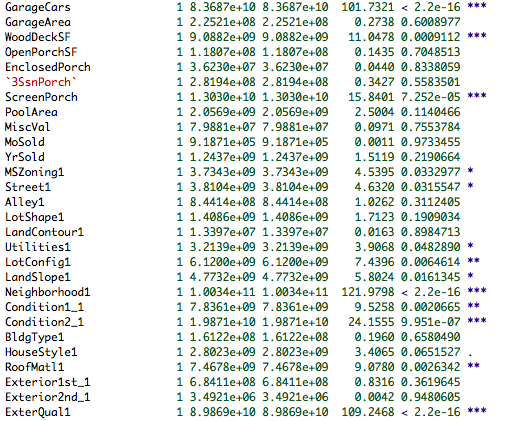 GarageCars 1 8.3687e+10 8.3687e+10 101.7321 < 2.2e-16 ***
GarageArea 1 2.2521e+08 2.2521e+08 0.2738 0.6008977
WoodDeckSF 1 9.0882e+09 9.0882e+09 11.0478 0.0009112 ***
OpenPorchSF 1 1.1807e+08 1.1807e+08 0.1435 0.7048513
EnclosedPorch 1 3.6230e+07 3.6230e+07 0.0440 0.8338059
`3SsnPorch` 1 2.8194e+08 2.8194e+08 0.3427 0.5583501
ScreenPorch 1 1.3030e+10 1.3030e+10 15.8401 7.252e-05 ***
PoolArea 1 2.0569e+09 2.0569e+09 2.5004 0.1140466
MiscVal 1 7.9881e+07 7.9881e+07 0.0971 0.7553784
MoSold 1 9.1871e+05 9.1871e+05 0.0011 0.9733455
YrSold 1 1.2437e+09 1.2437e+09 1.5119 0.2190664
MSZoning1 1 3.7343e+09 3.7343e+09 4.5395 0.0332977 *
Street1 1 3.8104e+09 3.8104e+09 4.6320 0.0315547 *
Alley1 1 8.4414e+08 8.4414e+08 1.0262 0.3112405
LotShape1 1 1.4086e+09 1.4086e+09 1.7123 0.1909034
LandContour1 1 1.3397e+07 1.3397e+07 0.0163 0.8984713
Utilities1 1 3.2139e+09 3.2139e+09 3.9068 0.0482890 *
LotConfig1 1 6.1200e+09 6.1200e+09 7.4396 0.0064614 **
LandSlope1 1 4.7732e+09 4.7732e+09 5.8024 0.0161345 *
Neighborhood1 1 1.0034e+11 1.0034e+11 121.9798 < 2.2e-16 ***
Condition1_1 1 7.8361e+09 7.8361e+09 9.5258 0.0020665 **
Condition2_1 1 1.9871e+10 1.9871e+10 24.1555 9.951e-07 ***
BldgType1 1 1.6122e+08 1.6122e+08 0.1960 0.6580490
HouseStyle1 1 2.8023e+09 2.8023e+09 3.4065 0.0651527 .
RoofMatl1 1 7.4678e+09 7.4678e+09 9.0780 0.0026342 **
Exterior1st_1 1 6.8411e+08 6.8411e+08 0.8316 0.3619645
Exterior2nd_1 1 3.4921e+06 3.4921e+06 0.0042 0.9480605
ExterQual1 1 8.9869e+10 8.9869e+10 109.2468 < 2.2e-16 ***